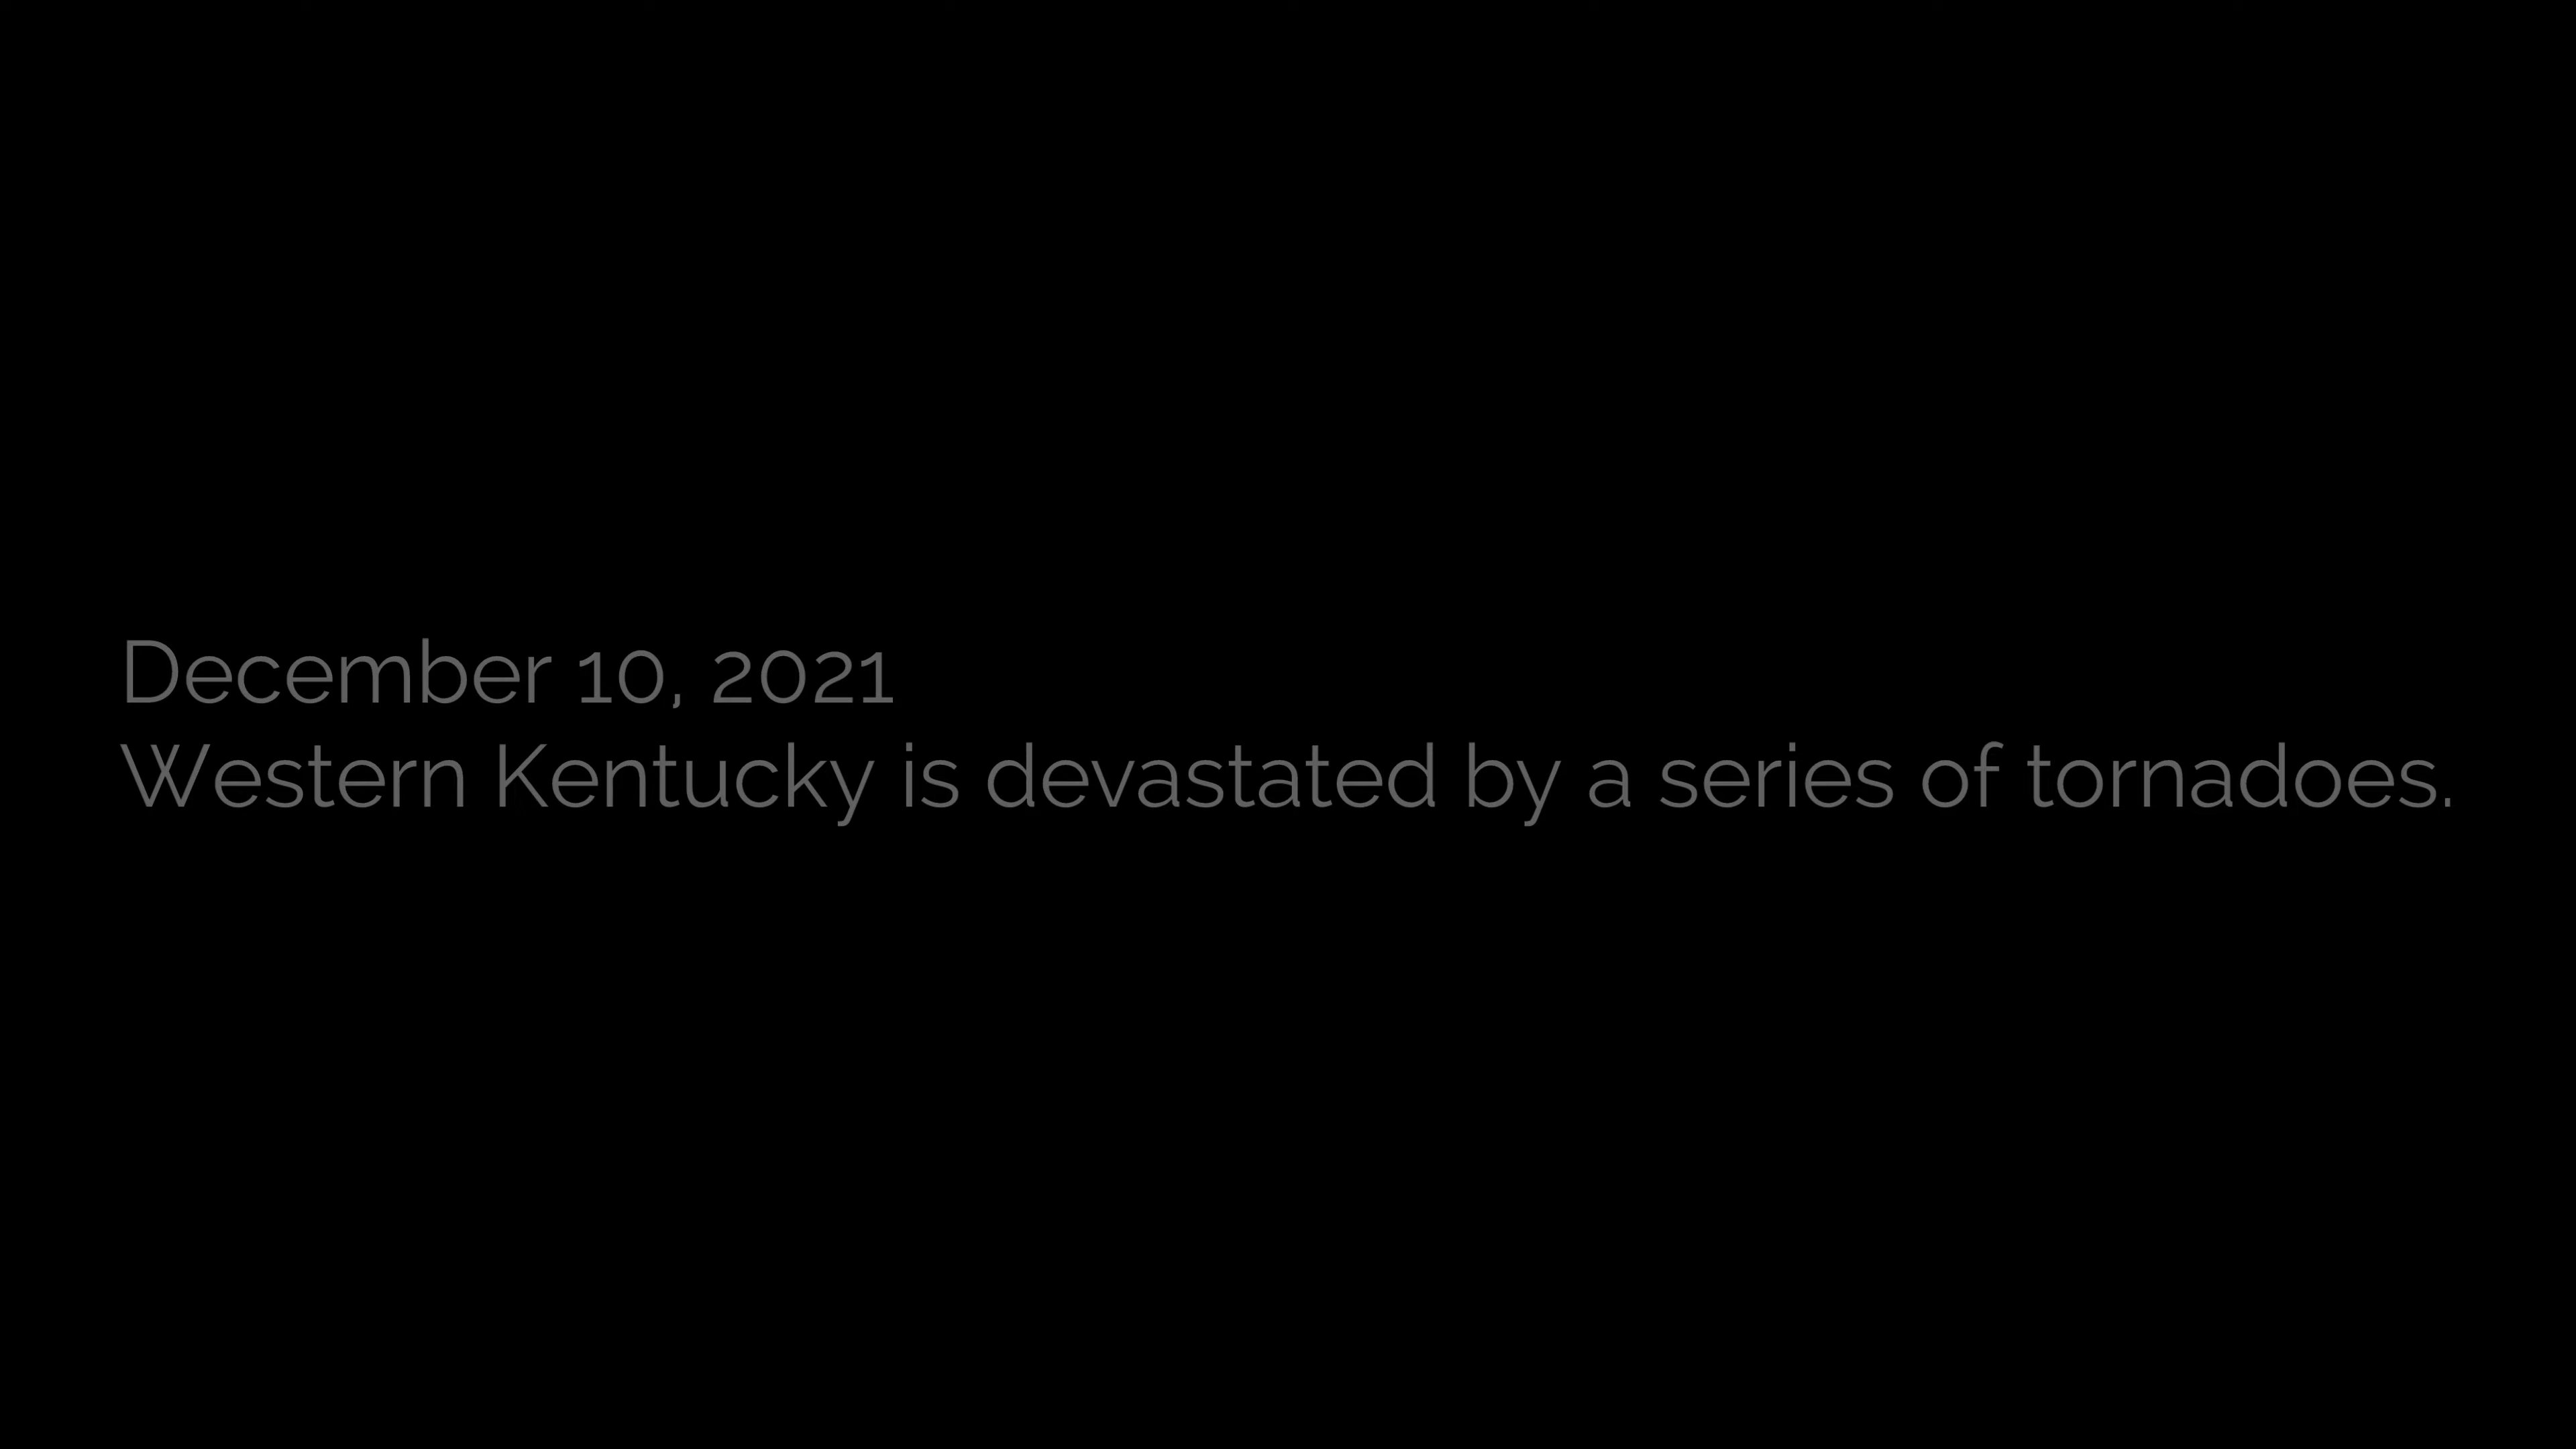 December 10, 2021
Western Kentucky is devastated by a series of tornadoes.